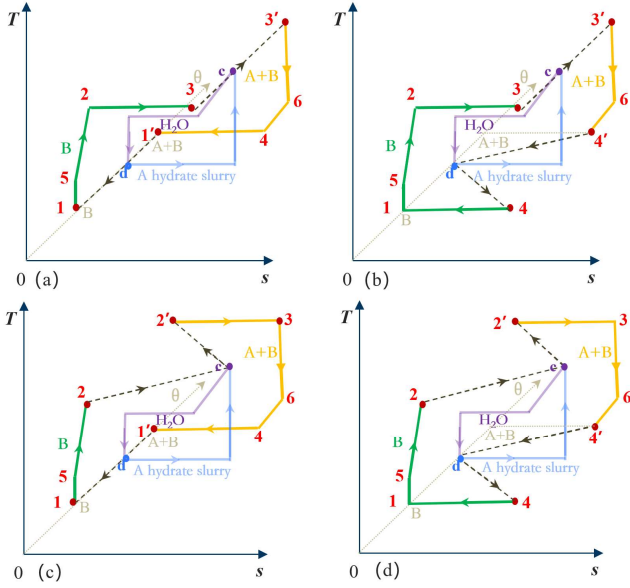 T
3′
c
A+B
θ
2
3
6
B
1′
H₂O
A+B
4
5
d
A hydrate slurry
1
B
0
(a)
s
T
3′
c
A+B
θ
2
3
6
B
H₂O
A+B
4′
5
d
A hydrate slurry
1
B
4
0
(b)
s
T
2′
3
c
A+B
2
θ
6
B
1′
H₂O
A+B
4
5
d
A hydrate slurry
1
B
0
(c)
s
T
2′
3
c
A+B
2
θ
6
B
H₂O
A+B
4′
5
d
A hydrate slurry
1
B
4
0
(d)
s